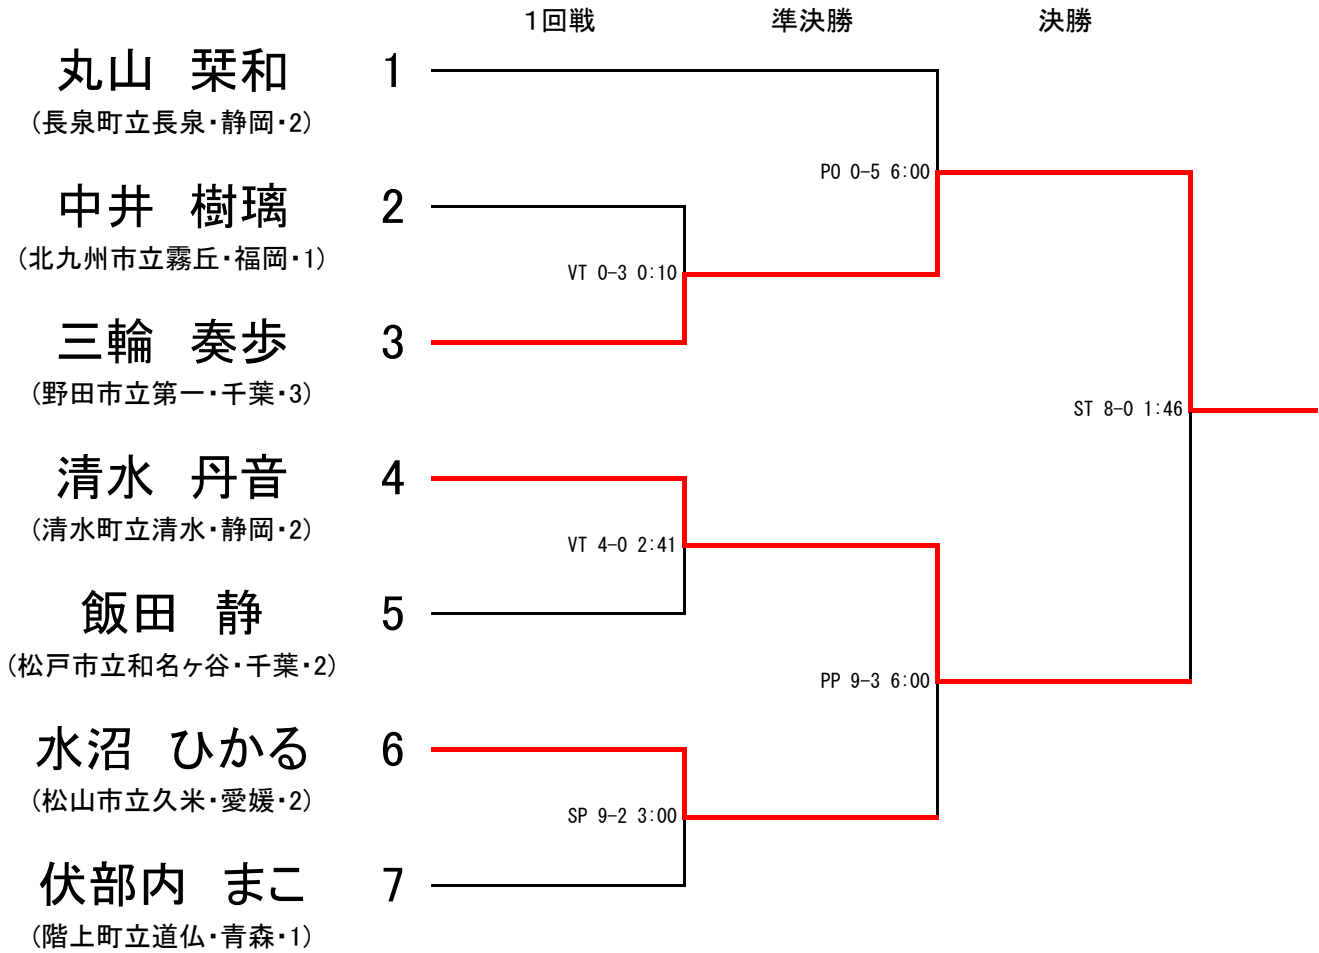 1回戦 準決勝 決勝
丸山 栞和 1
(長泉町立長泉・静岡・2)
PO 0-5 6:00
中井 樹璃 2
(北九州市立霧丘・福岡・1)
VT 0-3 0:10
三輪 奏歩 3
(野田市立第一・千葉・3)
ST 8-0 1:46
清水 丹音 4
(清水町立清水・静岡・2)
VT 4-0 2:41
飯田 静 5
(松戸市立和名ヶ谷・千葉・2)
PP 9-3 6:00
水沼 ひかる 6
(松山市立久米・愛媛・2)
SP 9-2 3:00
伏部内 まこ 7
(階上町立道仏・青森・1)